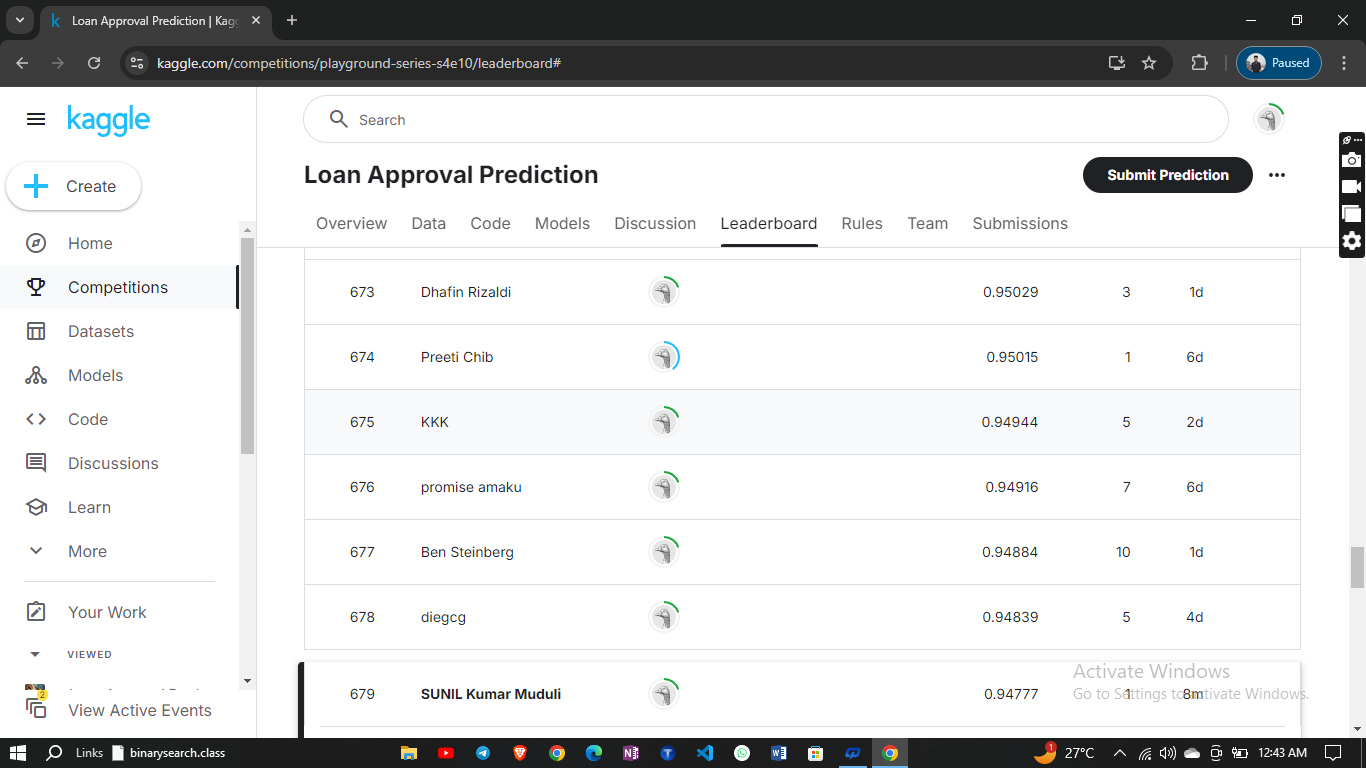 Loan Approval Prediction | Kag
kaggle.com/competitions/playground-series-s4e10/leaderboard#
Paused
kaggle
Search
Loan Approval Prediction
Submit Prediction
Create
Overview Data Code Models Discussion Leaderboard Rules Team Submissions
Home
Competitions
Datasets
Models
Code
Discussions
Learn
More
Your Work
VIEWED
2
View Active Events
673 Dhafin Rizaldi 0.95029 3 1d
674 Preeti Chib 0.95015 1 6d
675 KKK 0.94944 5 2d
676 promise amaku 0.94916 7 6d
677 Ben Steinberg 0.94884 10 1d
678 diegcg 0.94839 5 4d
679 SUNIL Kumar Muduli 0.94777 1 8m
Activate Windows
Go to Settings to activate Windows.
Links binarysearch.class
1 27°C 12:43 AM